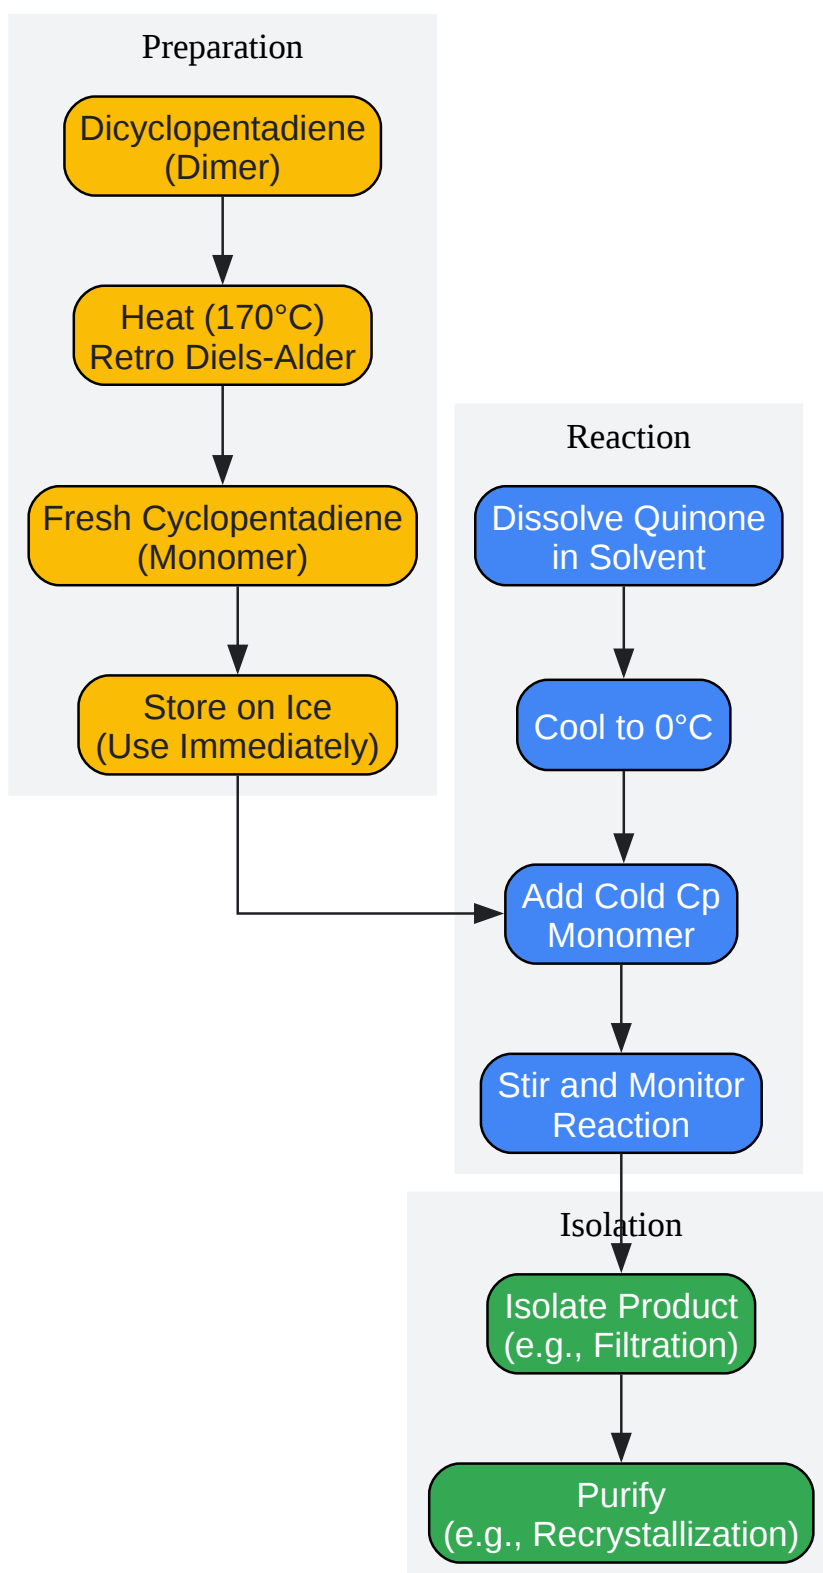 Preparation
Dicyclopentadiene
(Dimer)
Heat (170°C)
Retro Diels-Alder
Fresh Cyclopentadiene
(Monomer)
Store on Ice
(Use Immediately)
Reaction
Dissolve Quinone
in Solvent
Cool to 0°C
Add Cold Cp
Monomer
Stir and Monitor
Reaction
Isolation
Isolate Product
(e.g., Filtration)
Purify
(e.g., Recrystallization)